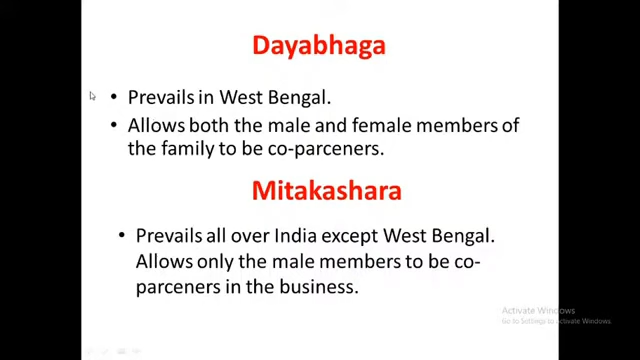 Dayabhaga
• Prevails in West Bengal.
• Allows both the male and female members of
the family to be co-parceners.
Mitakashara
• Prevails all over India except West Bengal.
Allows only the male members to be co-
parceners in the business.
Activate Windows
Go to Settings to activate Windows.